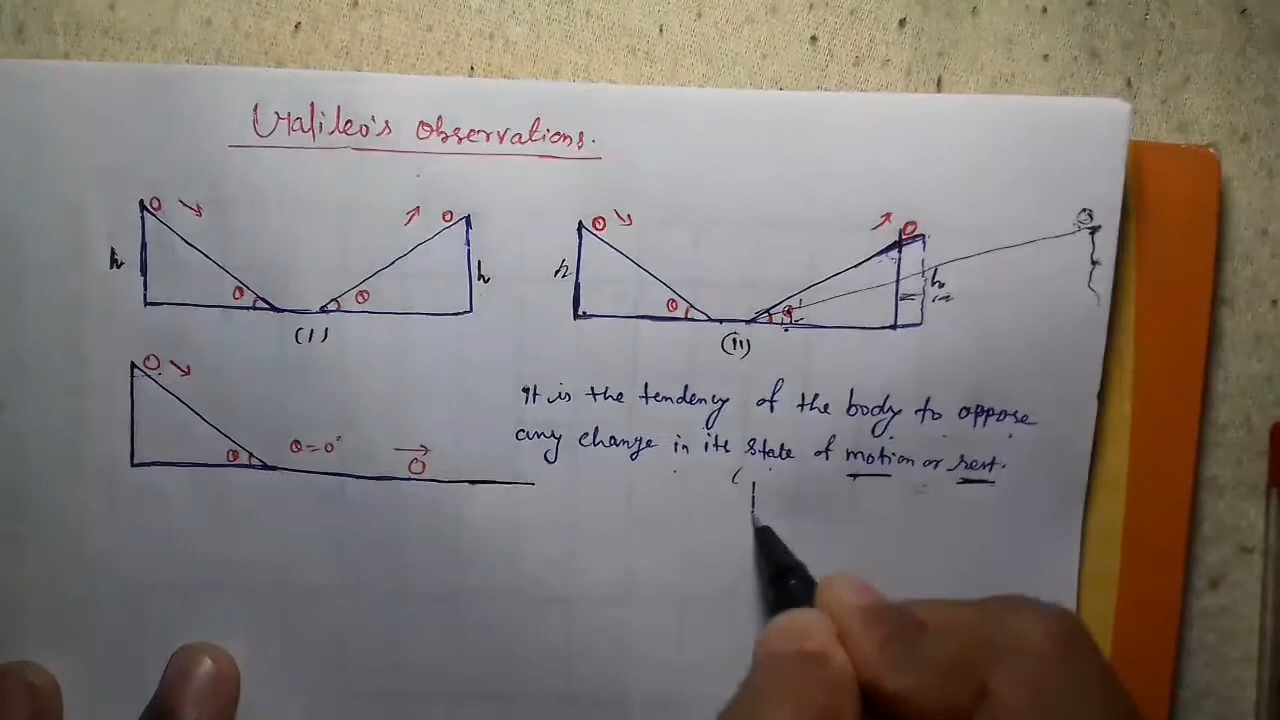 Galileo's Observations.
h θ θ h
(I)
h θ θ' h
(II)
θ θ=0°
It is the tendency of the body to oppose
any change in its state of motion or rest.
(I